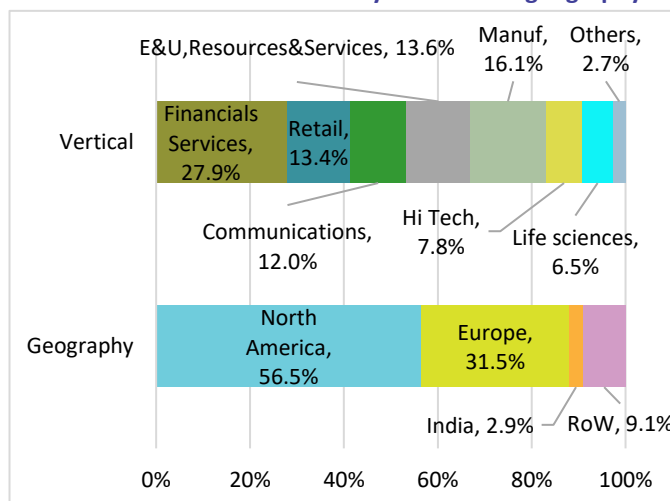 E&U,Resources&Services, 13.6%
Manuf,
16.1%
Others,
2.7%
Vertical
Financials
Services,
27.9%
Retail,
13.4%
Communications,
12.0%
Hi Tech,
7.8%
Life sciences,
6.5%
Geography
North
America,
56.5%
Europe,
31.5%
India, 2.9%
RoW, 9.1%
0% 20% 40% 60% 80% 100%